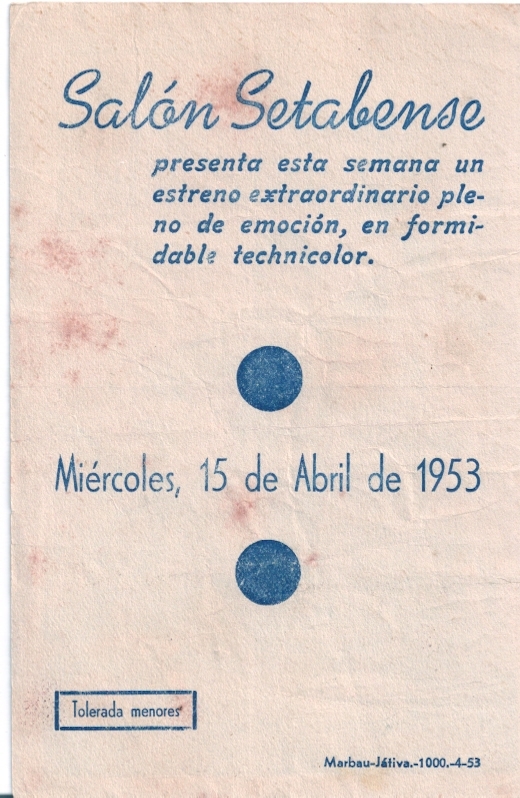 Salón Setabense
presenta esta semana un
estreno extraordinario ple-
no de emoción, en formi-
dable technicolor.
Miércoles, 15 de Abril de 1953
Tolerada menores
Marbau-Játiva.-1000.-4-53